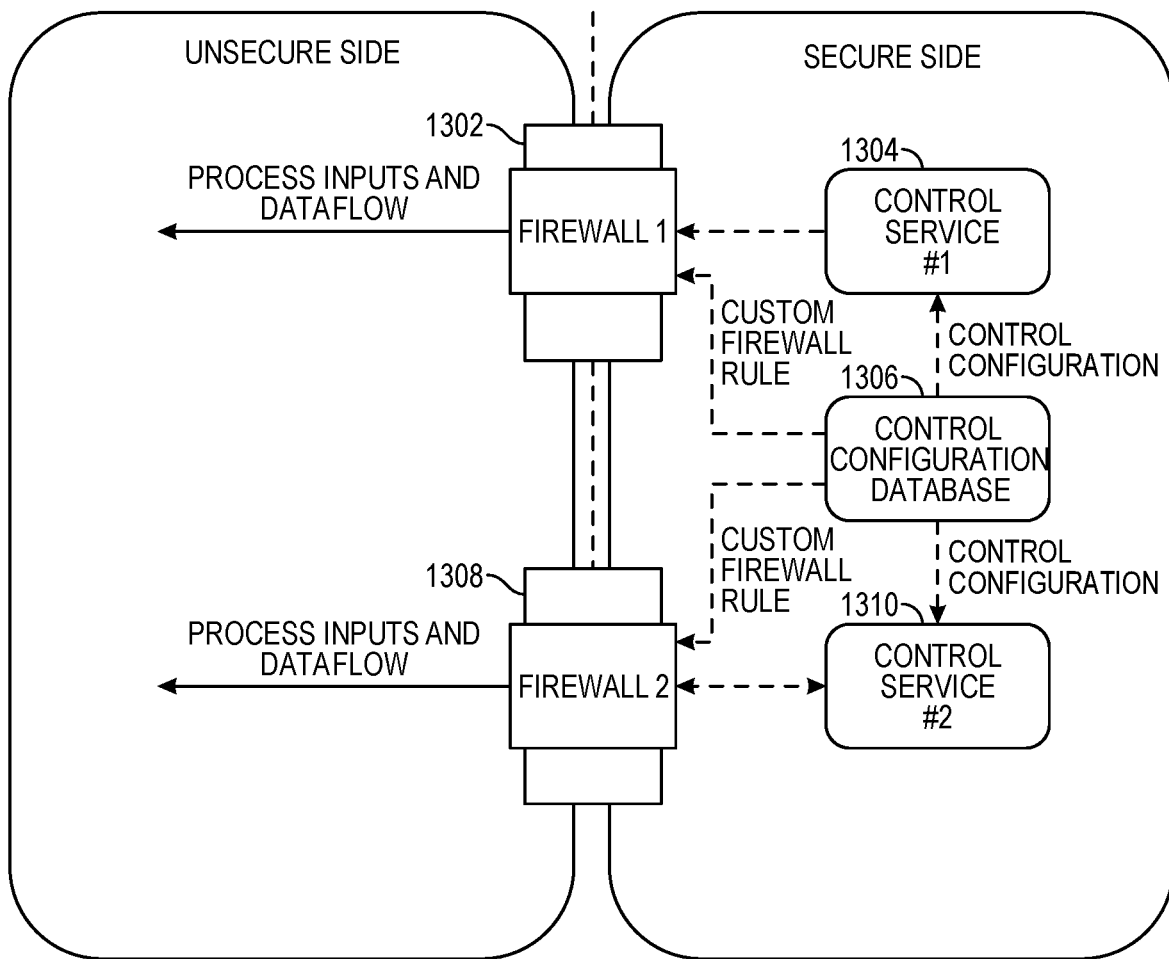 UNSECURE SIDE
SECURE SIDE
1302
PROCESS INPUTS AND
DATAFLOW
FIREWALL 1
1304
CONTROL
SERVICE
#1
CUSTOM
FIREWALL
RULE
CONTROL
CONFIGURATION
1306
CONTROL
CONFIGURATION
DATABASE
CUSTOM
FIREWALL
RULE
CONTROL
CONFIGURATION
1308
PROCESS INPUTS AND
DATAFLOW
FIREWALL 2
1310
CONTROL
SERVICE
#2